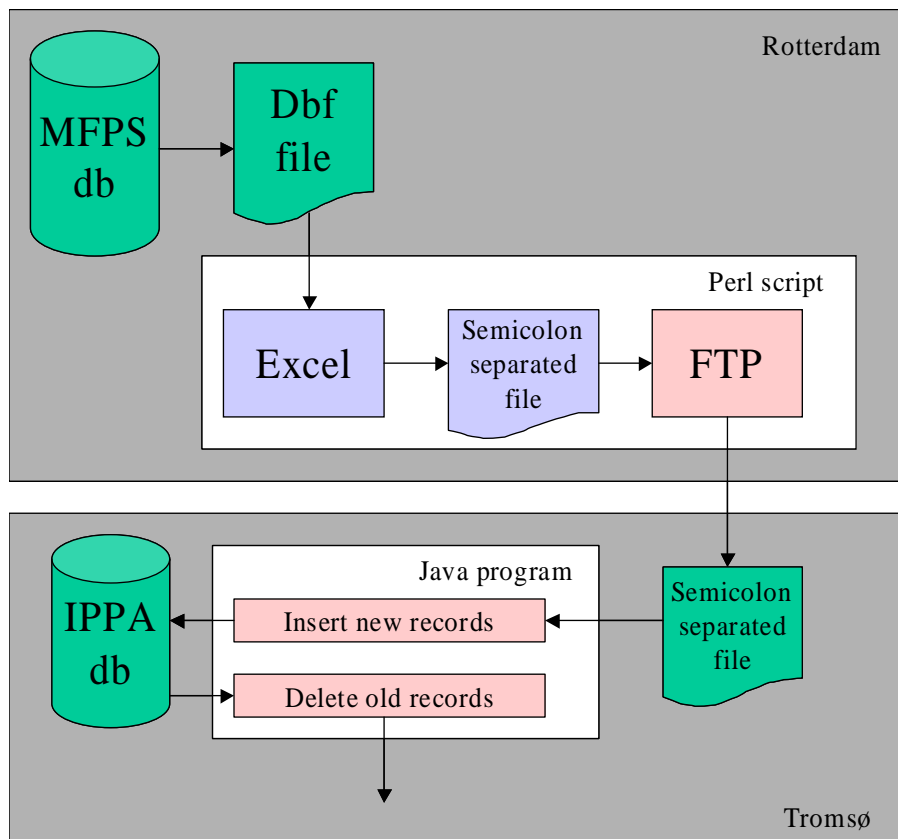 Rotterdam
MFPS
db
Dbf
file
Perl script
Excel
Semicolon
separated
file
FTP
Java program
IPPA
db
Insert new records
Delete old records
Semicolon
separated
file
Tromsø